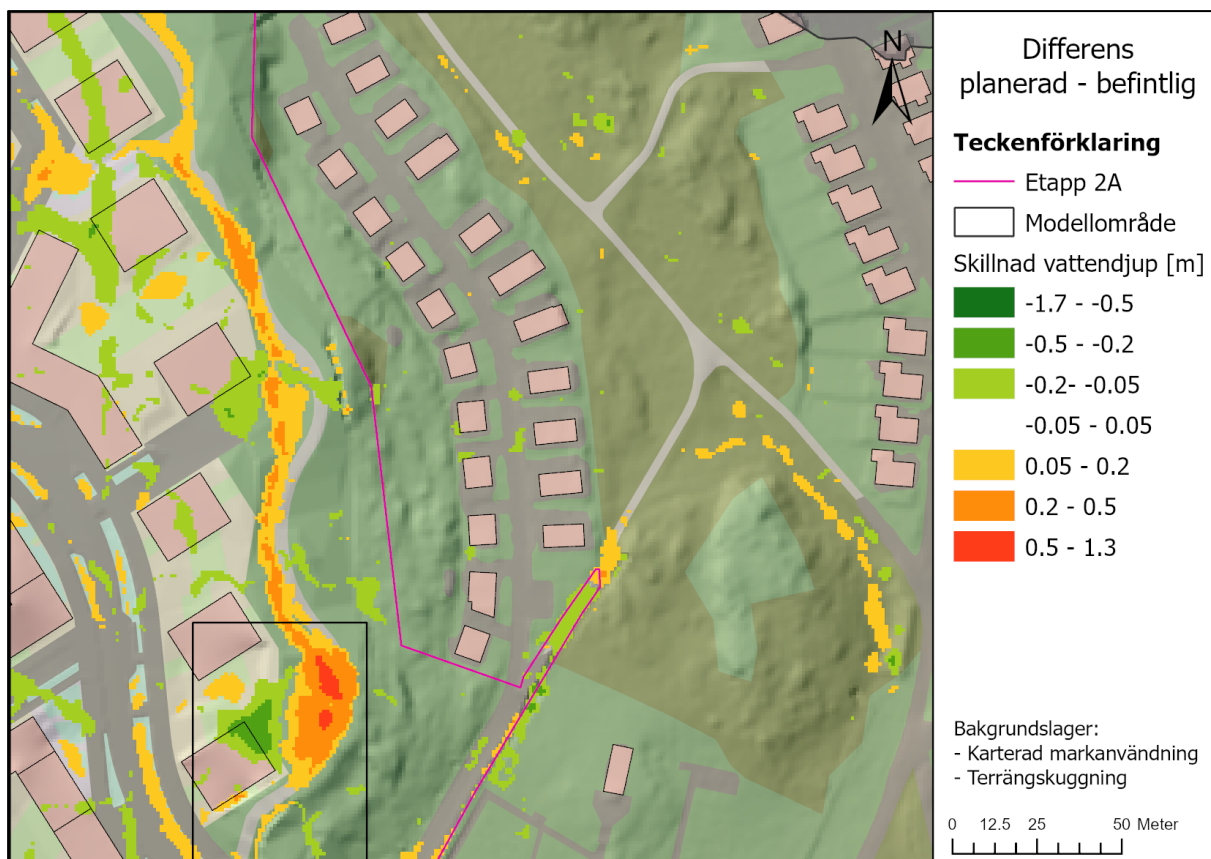 N
Differens
planerad - befintlig
Teckenförklaring
Etapp 2A
Modellområde
Skillnad vattendjup [m]
-1.7 - -0.5
-0.5 - -0.2
-0.2- -0.05
-0.05 - 0.05
0.05 - 0.2
0.2 - 0.5
0.5 - 1.3
Bakgrundslager:
- Karterad markanvändning
- Terrängskuggning
0 12.5 25 50 Meter